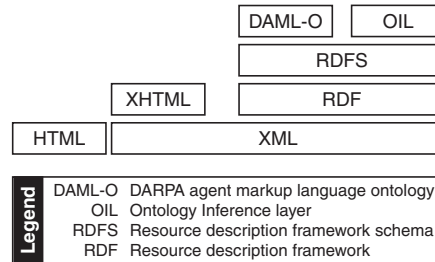 DAML-O OIL
RDFS
XHTML RDF
HTML XML
Legend
DAML-O DARPA agent markup language ontology
OIL Ontology Inference layer
RDFS Resource description framework schema
RDF Resource description framework